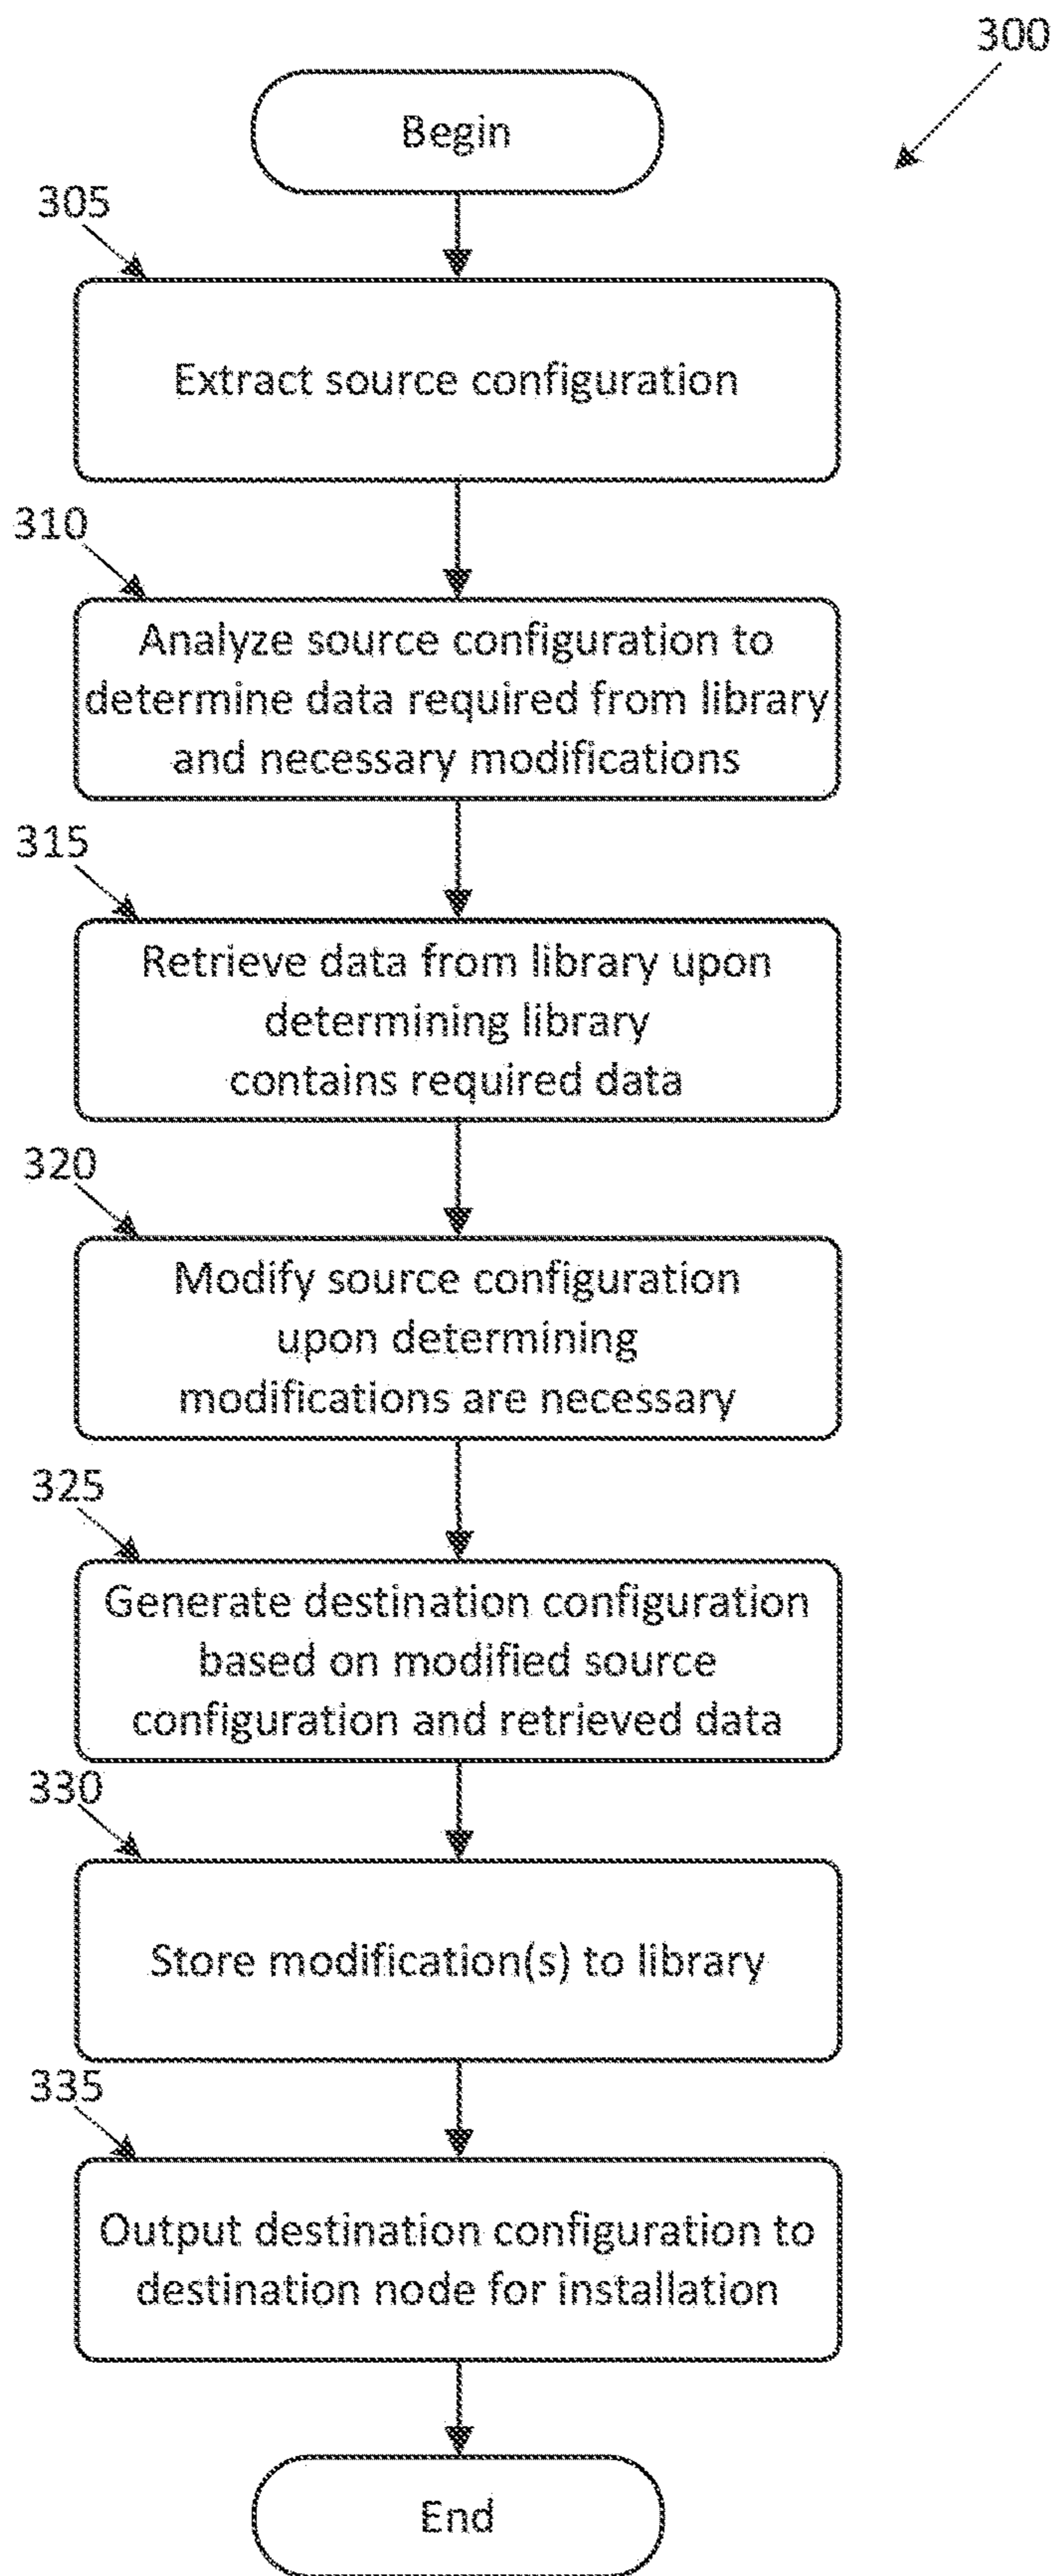 300
Begin
305
Extract source configuration
310
Analyze source configuration to
determine data required from library
and necessary modifications
315
Retrieve data from library upon
determining library
contains required data
320
Modify source configuration
upon determining
modifications are necessary
325
Generate destination configuration
based on modified source
configuration and retrieved data
330
Store modification(s) to library
335
Output destination configuration to
destination node for installation
End